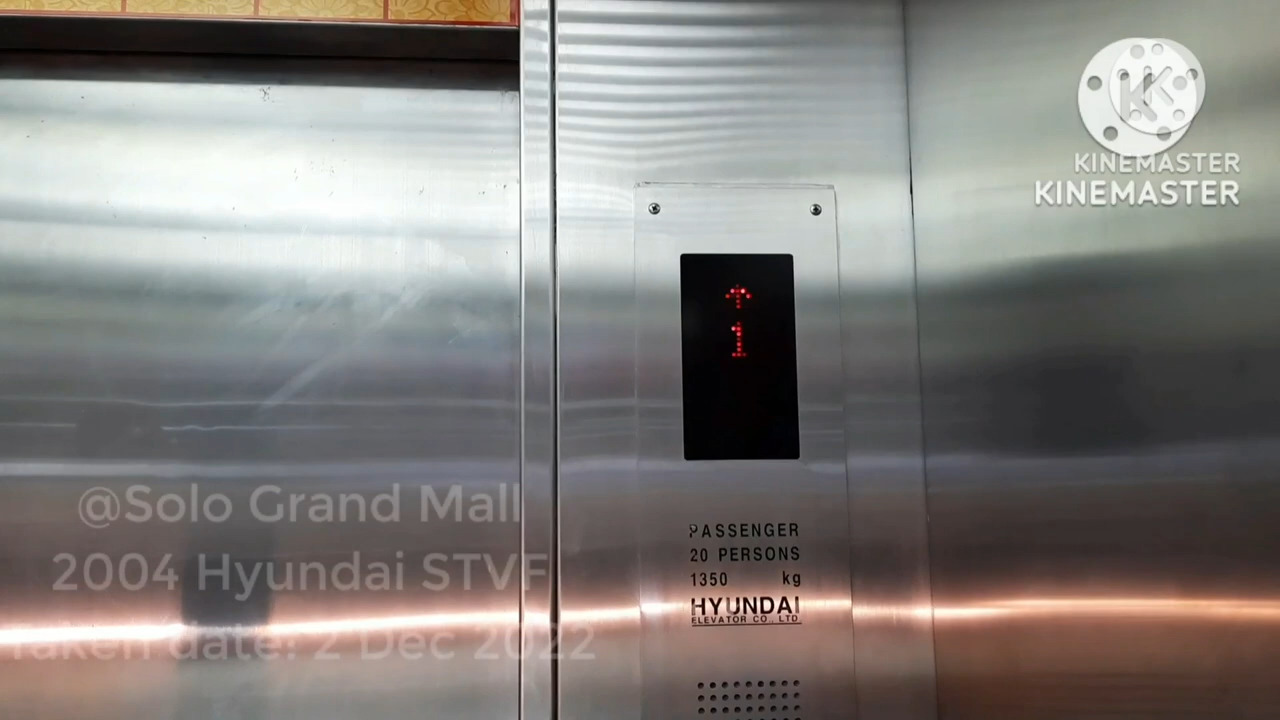 KINEMASTER
KINEMASTER
1
PASSENGER
20 PERSONS
1350 kg
HYUNDAI
ELEVATOR CO., LTD
@Solo Grand Mall
2004 Hyundai STVF
Taken date: 2 Dec 2022